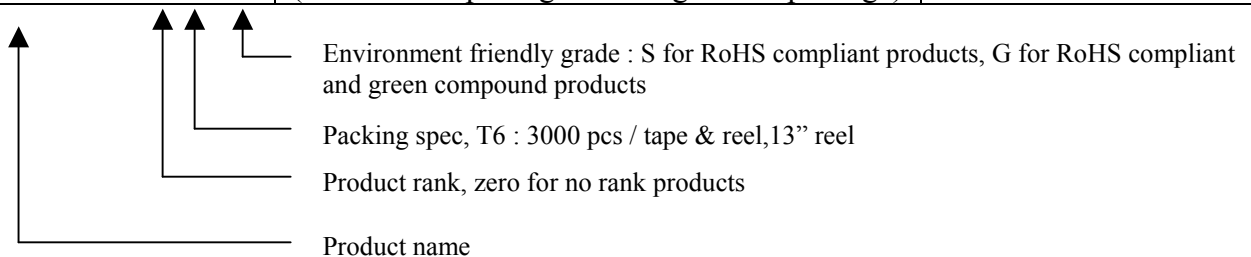 Environment friendly grade : S for RoHS compliant products, G for RoHS compliant
and green compound products
Packing spec, T6 : 3000 pcs / tape & reel,13” reel
Product rank, zero for no rank products
Product name